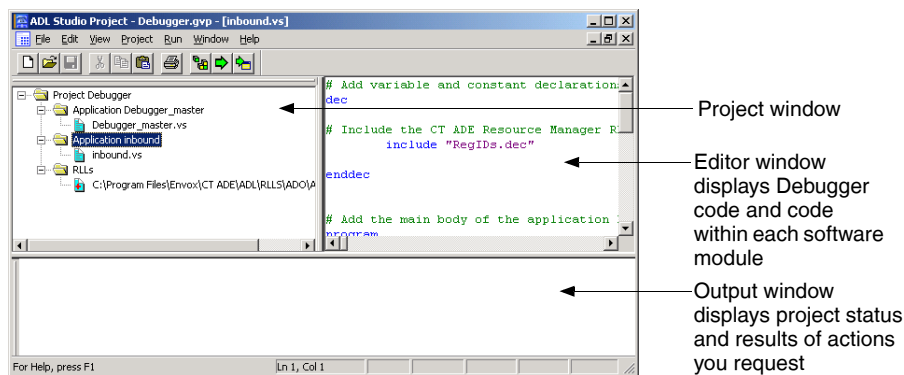 ADL Studio Project - Debugger.gvp - [inbound.vs]
File Edit View Project Run Window Help
Project Debugger
Application Debugger_master
Debugger_master.vs
Application inbound
inbound.vs
RLLs
C:\Program Files\Envox\CT ADE\ADL\RLLS\ADO\A
# Add variable and constant declaration
dec
# Include the CT ADE Resource Manager R
include "RegIDs.dec"
enddec
# Add the main body of the application
program
For Help, press F1
Ln 1, Col 1
Project window
Editor window
displays Debugger
code and code
within each software
module
Output window
displays project status
and results of actions
you request